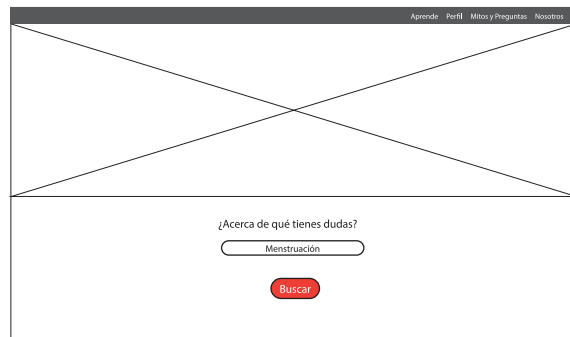 Aprende Perfil Mitos y Preguntas Nosotros
¿Acerca de qué tienes dudas?
Menstruación
Buscar